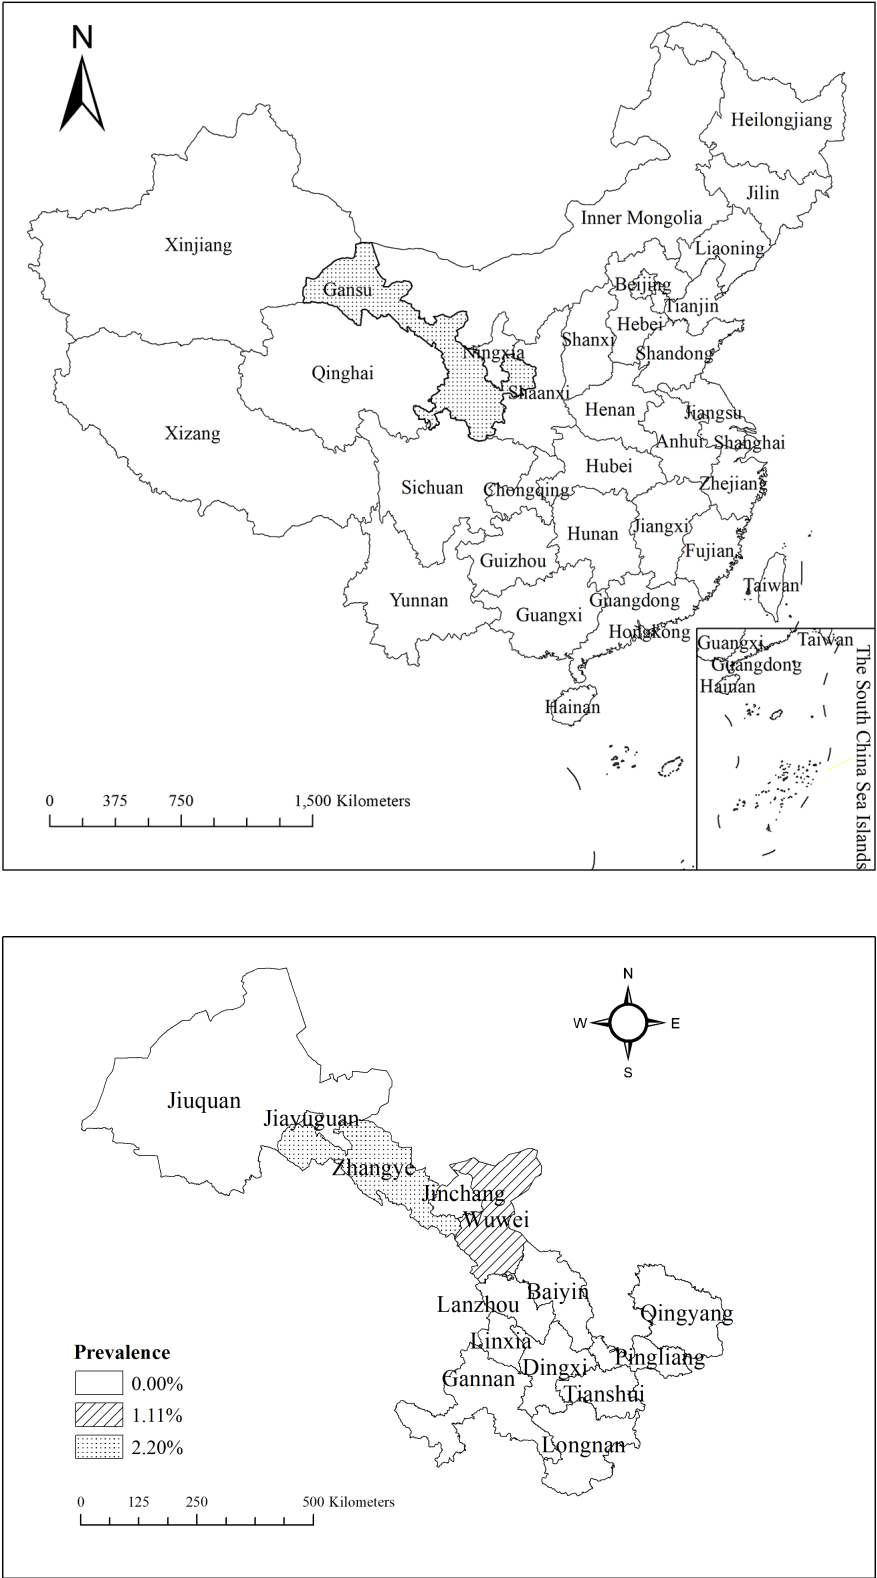 N
Heilongjiang
Jilin
Inner Mongolia
Xinjiang
Liaoning
Beijing
Gansu
Tianjin
Hebei
Shanxi
Ningxia
Shandong
Qinghai
Shaanxi
Henan
Jiangsu
Xizang
Anhui
Shanghai
Hubei
Zhejiang
Sichuan
Chongqing
Hunan
Jiangxi
Fujian
Guizhou
Taiwan
Yunnan
Guangdong
Guangxi
Hongkong
Guangxi
Taiwan
Guangdong
Hainan
Hainan
The South China Sea Islands
0 375 750 1,500 Kilometers
N
W E
S
Jiuquan
Jiayuguan
Zhangye
Jinchang
Wuwei
Baiyin
Lanzhou
Qingyang
Linxia
Pingliang
Dingxi
Gannan
Tianshui
Longnan
Prevalence
0.00%
1.11%
2.20%
0 125 250 500 Kilometers